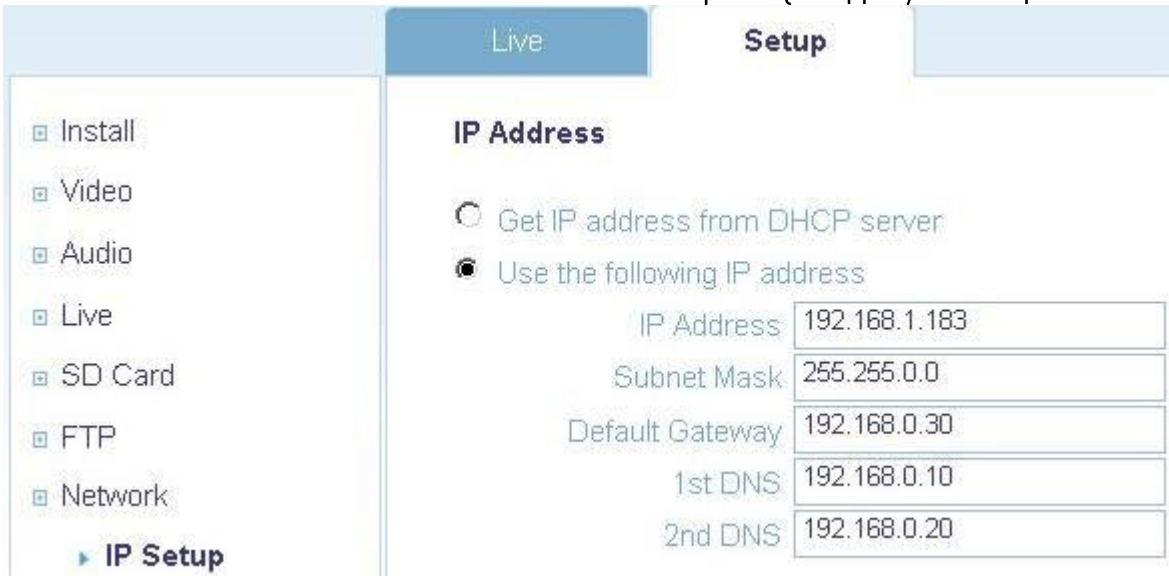 Live
Setup
Install
Video
Audio
Live
SD Card
FTP
Network
IP Setup
IP Address
Get IP address from DHCP server
Use the following IP address
IP Address 192.168.1.183
Subnet Mask 255.255.0.0
Default Gateway 192.168.0.30
1st DNS 192.168.0.10
2nd DNS 192.168.0.20